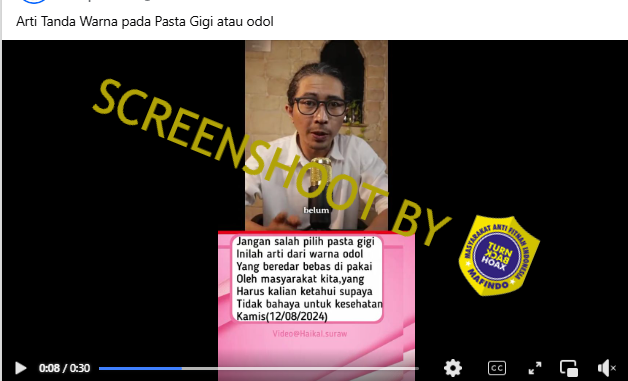 Arti Tanda Warna pada Pasta Gigi atau odol
SCREENSHOOT BY
belum
MASYARAKAT ANTI FITNAH INDONESIA
TURN
BACK
HOAX
MAFINDO
Jangan salah pilih pasta gigi
Inilah arti dari warna odol
Yang beredar bebas di pakai
Oleh masyarakat kita,yang
Harus kalian ketahui supaya
Tidak bahaya untuk kesehatan
Kamis(12/08/2024)
Video@Haikal.suraw
0:08 / 0:30
CC